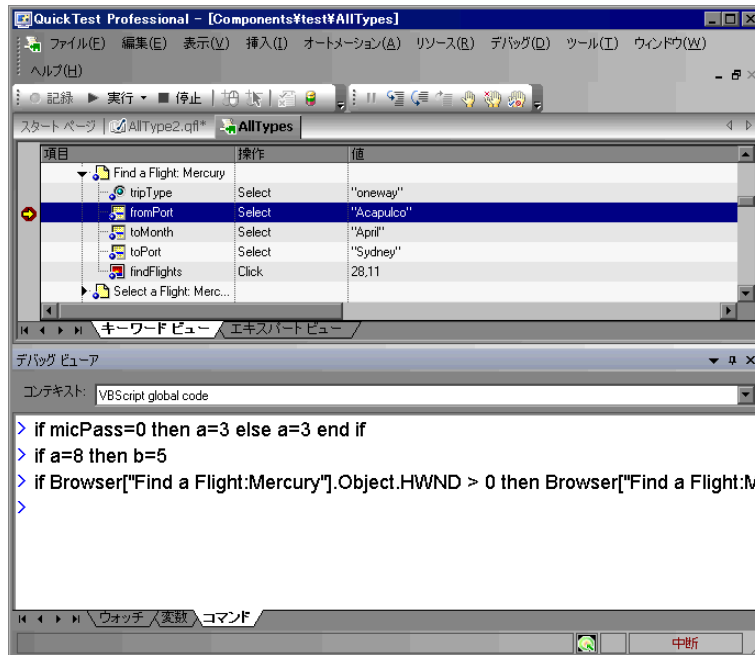 QuickTest Professional - [Components¥test¥AllTypes]
ファイル(F) 編集(E) 表示(V) 挿入(I) オートメーション(A) リソース(R) デバッグ(D) ツール(T) ウィンドウ(W)
ヘルプ(H)
記録 実行 停止
スタート ページ AllType2.qfl* AllTypes
項目 操作 値
Find a Flight: Mercury
tripType Select "oneway"
fromPort Select "Acapulco"
toMonth Select "April"
toPort Select "Sydney"
findFlights Click 28,11
Select a Flight: Merc...
キーワード ビュー エキスパート ビュー
デバッグ ビューア
コンテキスト: VBScript global code
> if micPass=0 then a=3 else a=3 end if
> if a=8 then b=5
> if Browser["Find a Flight:Mercury"].Object.HWND > 0 then Browser["Find a Flight:M
>
ウォッチ 変数 コマンド
中断